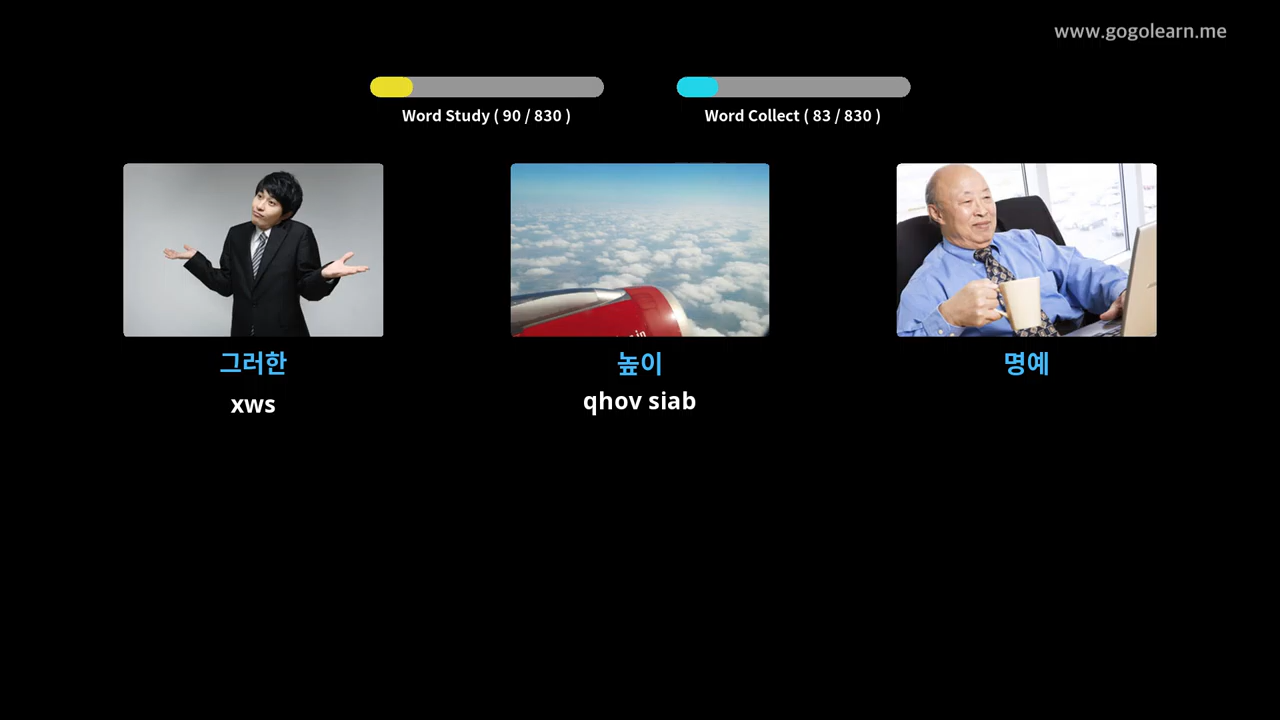 www.gogolearn.me
Word Study ( 90 / 830 )
Word Collect ( 83 / 830 )
그러한
높이
명예
xws
qhov siab